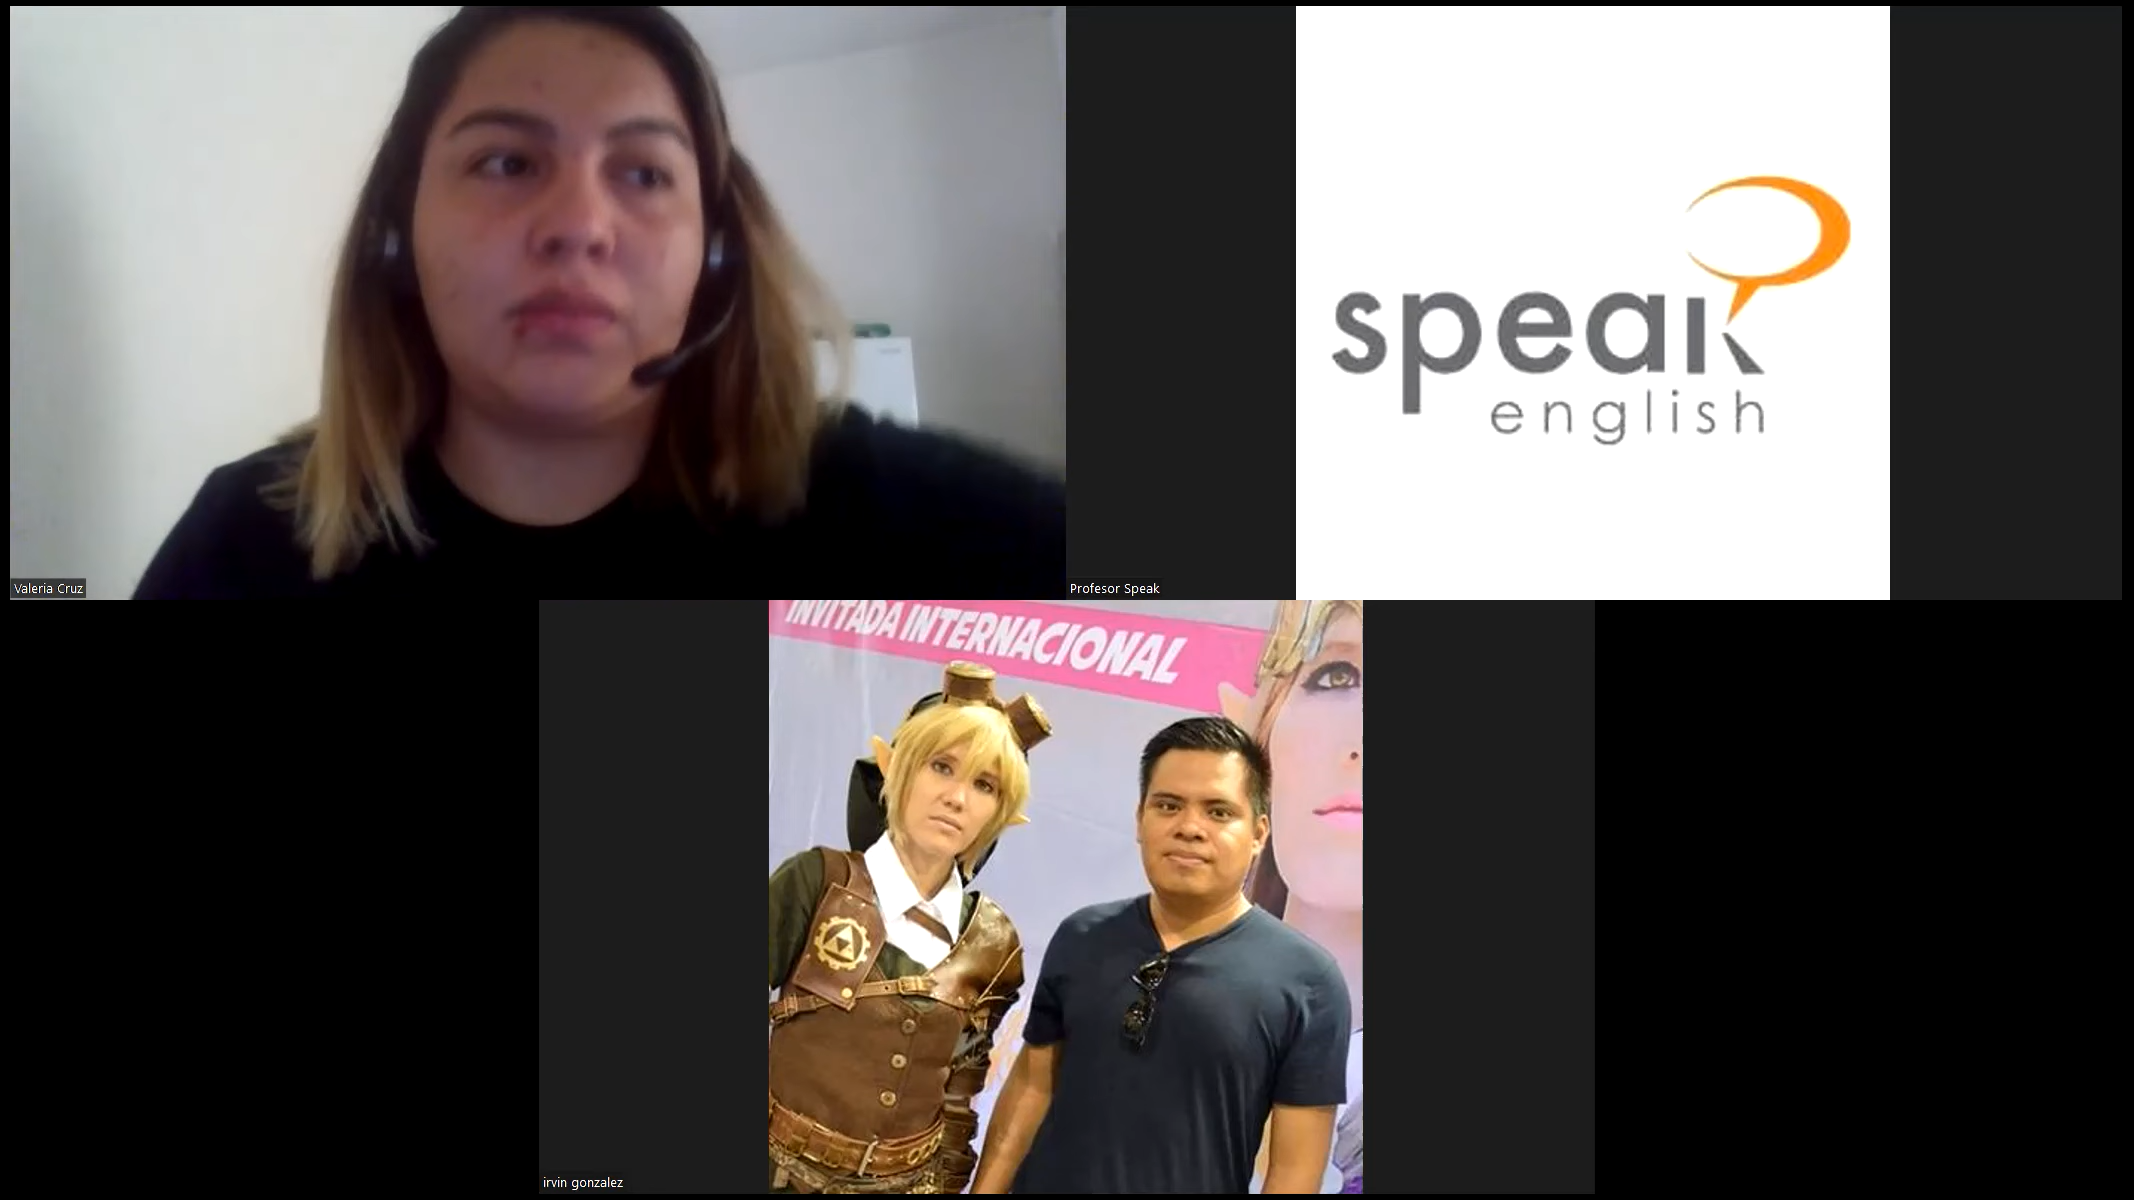 speak
english
Valeria Cruz
Profesor Speak
INVITADA INTERNACIONAL
irvin gonzalez